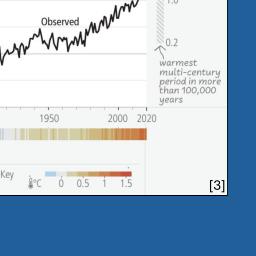 1.0
Observed
0.2
warmest
multi-century
period in more
than 100,000
years
1950 2000 2020
Key
°C 0 0.5 1 1.5
[3]